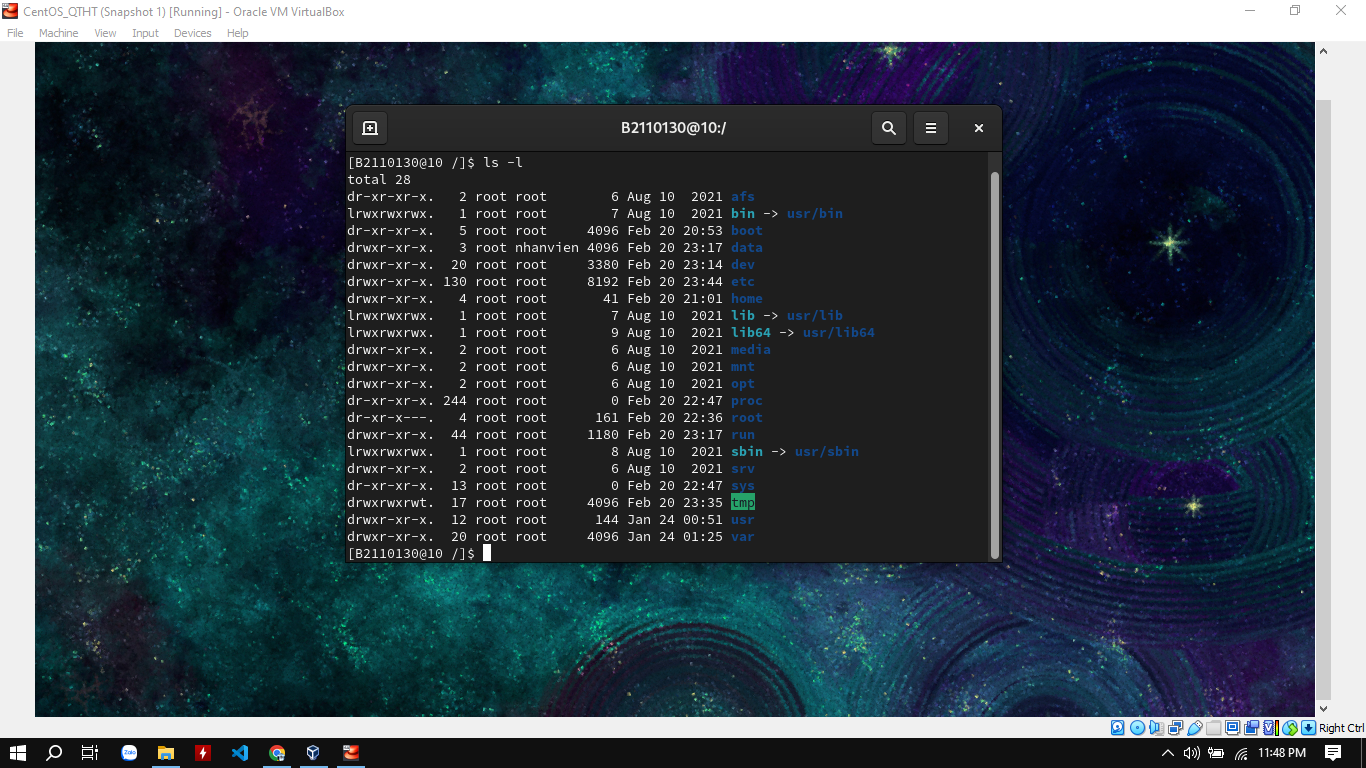 CentOS_QTHT (Snapshot 1) [Running] - Oracle VM VirtualBox
File Machine View Input Devices Help
B2110130@10:/
[B2110130@10 /]$ ls -l
total 28
dr-xr-xr-x.   2 root root        6 Aug 10  2021 afs
lrwxrwxrwx.   1 root root        7 Aug 10  2021 bin -> usr/bin
dr-xr-xr-x.   5 root root     4096 Feb 20 20:53 boot
drwxr-xr-x.   3 root nhanvien 4096 Feb 20 23:17 data
drwxr-xr-x.  20 root root     3380 Feb 20 23:14 dev
drwxr-xr-x. 130 root root     8192 Feb 20 23:44 etc
drwxr-xr-x.   4 root root       41 Feb 20 21:01 home
lrwxrwxrwx.   1 root root        7 Aug 10  2021 lib -> usr/lib
lrwxrwxrwx.   1 root root        9 Aug 10  2021 lib64 -> usr/lib64
drwxr-xr-x.   2 root root        6 Aug 10  2021 media
drwxr-xr-x.   2 root root        6 Aug 10  2021 mnt
drwxr-xr-x.   2 root root        6 Aug 10  2021 opt
dr-xr-xr-x. 244 root root        0 Feb 20 22:47 proc
dr-xr-x---.   4 root root      161 Feb 20 22:36 root
drwxr-xr-x.  44 root root     1180 Feb 20 23:17 run
lrwxrwxrwx.   1 root root        8 Aug 10  2021 sbin -> usr/sbin
drwxr-xr-x.   2 root root        6 Aug 10  2021 srv
dr-xr-xr-x.  13 root root        0 Feb 20 22:47 sys
drwxrwxrwt.  17 root root     4096 Feb 20 23:35 tmp
drwxr-xr-x.  12 root root      144 Jan 24 00:51 usr
drwxr-xr-x.  20 root root     4096 Jan 24 01:25 var
[B2110130@10 /]$
Right Ctrl
Zalo
11:48 PM